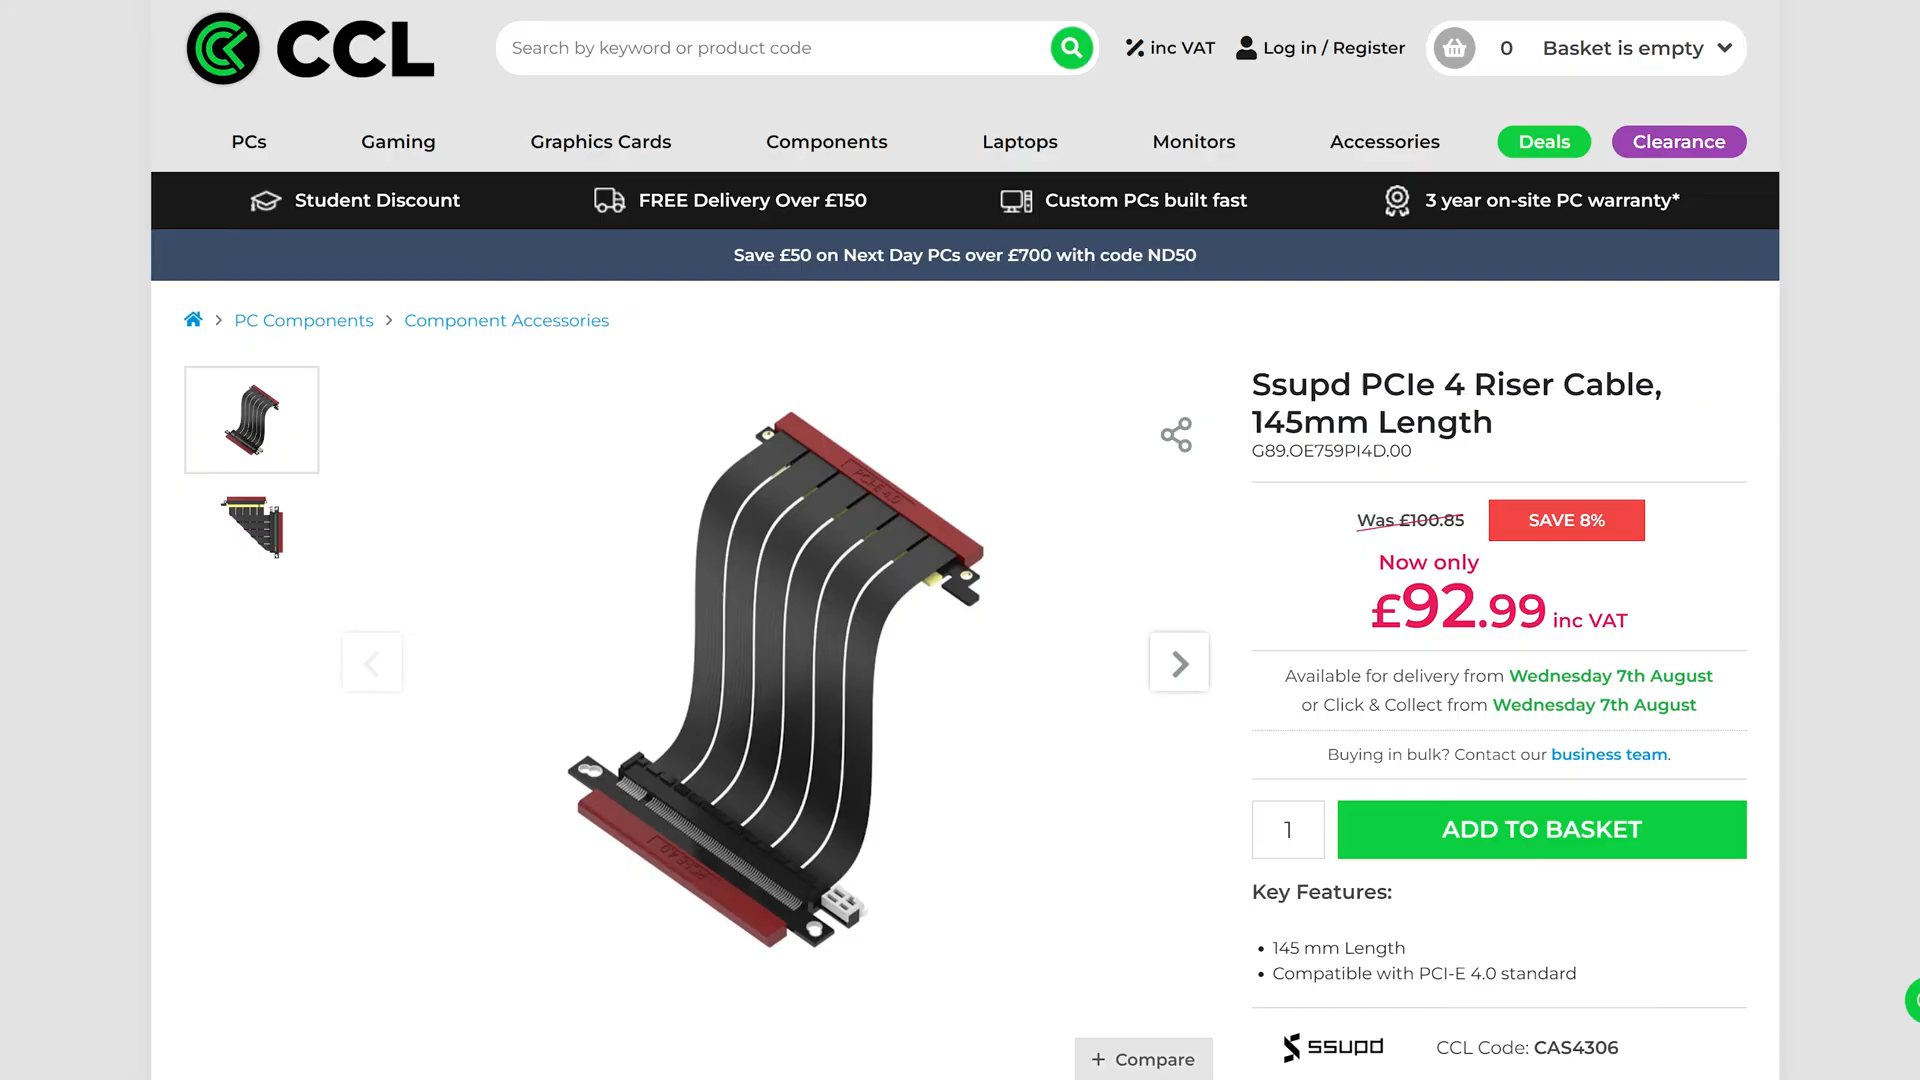 CCL
Search by keyword or product code
inc VAT
Log in / Register
0
Basket is empty
PCs
Gaming
Graphics Cards
Components
Laptops
Monitors
Accessories
Deals
Clearance
Student Discount
FREE Delivery Over £150
Custom PCs built fast
3 year on-site PC warranty*
Save £50 on Next Day PCs over £700 with code ND50
PC Components
Component Accessories
Ssupd PCIe 4 Riser Cable,
145mm Length
G89.OE759PI4D.00
Was £100.85
SAVE 8%
Now only
£92.99 inc VAT
Available for delivery from Wednesday 7th August
or Click & Collect from Wednesday 7th August
Buying in bulk? Contact our business team.
1
ADD TO BASKET
Key Features:
• 145 mm Length
• Compatible with PCI-E 4.0 standard
PCI-E 4.0
PCI-E 4.0
ssupd
CCL Code: CAS4306
+ Compare